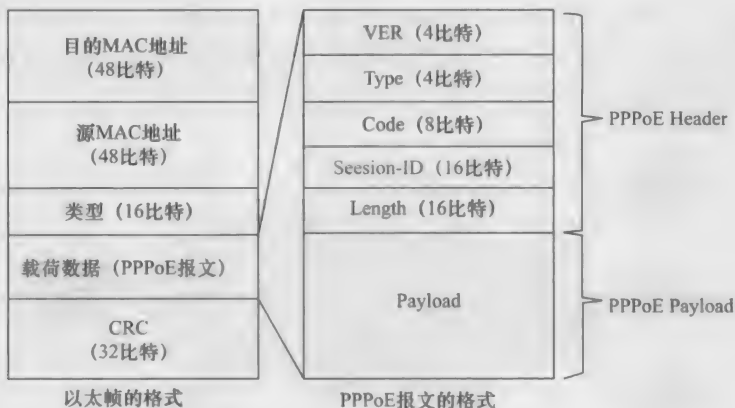 目的MAC地址
(48比特)
源MAC地址
(48比特)
类型 (16比特)
载荷数据 (PPPoE报文)
CRC
(32比特)
以太帧的格式
VER (4比特)
Type (4比特)
Code (8比特)
Seesion-ID (16比特)
Length (16比特)
Payload
PPPoE报文的格式
PPPoE Header
PPPoE Payload